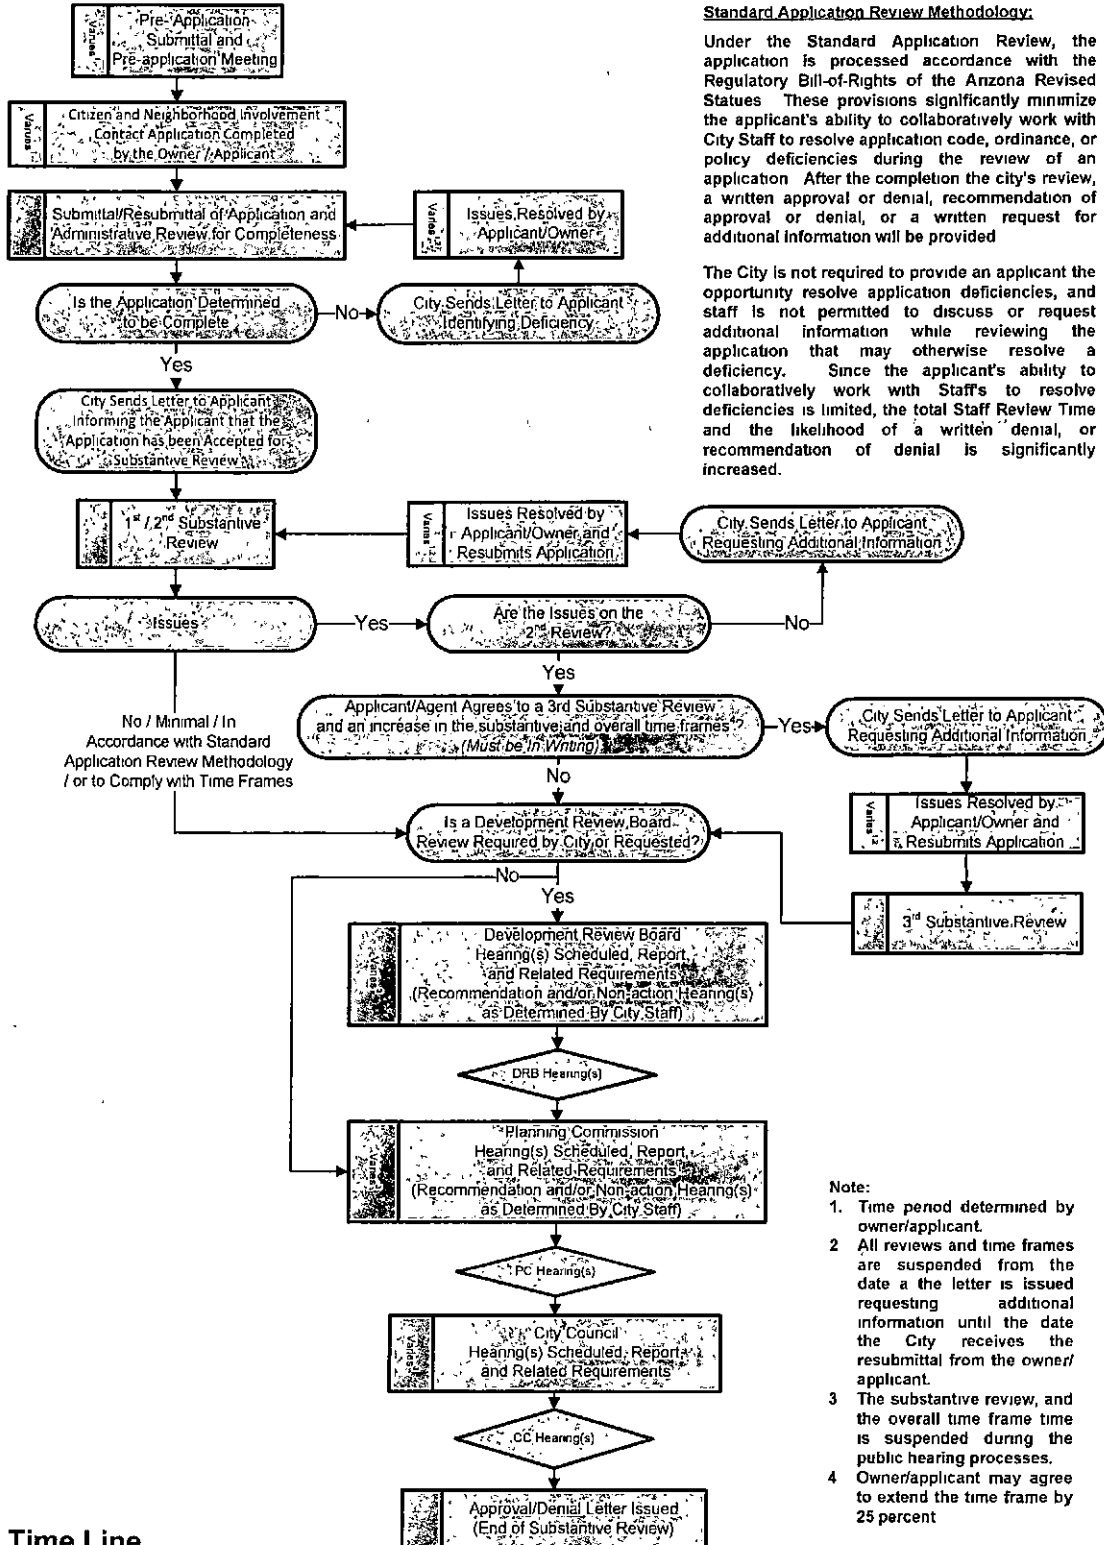 Pre- Application
Submittal and
Pre-application Meeting
Varies
Citizen and Neighborhood Involvement
Contact Application Completed
by the Owner / Applicant
Varies
Submittal/Resubmittal of Application and
Administrative Review for Completeness
Issues Resolved by
Applicant/Owner
Varies
Is the Application Determined
to be Complete
No
City Sends Letter to Applicant
Identifying Deficiency
Yes
City Sends Letter to Applicant
Informing the Applicant that the
Application has been Accepted for
Substantive Review
1st / 2nd Substantive
Review
Varies
Issues Resolved by
Applicant/Owner and
Resubmits Application
City Sends Letter to Applicant
Requesting Additional Information
Issues
Yes
Are the Issues on the
2nd Review?
No
Yes
No / Minimal / In
Accordance with Standard
Application Review Methodology
/ or to Comply with Time Frames
Applicant/Agent Agrees to a 3rd Substantive Review
and an increase in the substantive and overall time frames
(Must be In Writing)
Yes
City Sends Letter to Applicant
Requesting Additional Information
No
Varies
Issues Resolved by
Applicant/Owner and
Resubmits Application
Is a Development Review Board
Review Required by City or Requested?
3rd Substantive Review
No
Yes
Varies
Development Review Board
Hearing(s) Scheduled, Report
and Related Requirements
(Recommendation and/or Non-action Hearing(s)
as Determined By City Staff)
DRB Hearing(s)
Varies
Planning Commission
Hearing(s) Scheduled, Report
and Related Requirements
(Recommendation and/or Non-action Hearing(s)
as Determined By City Staff)
PC Hearing(s)
Varies
City Council
Hearing(s) Scheduled, Report
and Related Requirements
CC Hearing(s)
Approval/Denial Letter Issued
(End of Substantive Review)
Time Line
Standard Application Review Methodology:
Under the Standard Application Review, the
application is processed accordance with the
Regulatory Bill-of-Rights of the Arizona Revised
Statues These provisions significantly minimize
the applicant's ability to collaboratively work with
City Staff to resolve application code, ordinance, or
policy deficiencies during the review of an
application After the completion the city's review,
a written approval or denial, recommendation of
approval or denial, or a written request for
additional information will be provided
The City is not required to provide an applicant the
opportunity resolve application deficiencies, and
staff is not permitted to discuss or request
additional information while reviewing the
application that may otherwise resolve a
deficiency. Since the applicant's ability to
collaboratively work with Staff's to resolve
deficiencies is limited, the total Staff Review Time
and the likelihood of a written denial, or
recommendation of denial is significantly
increased.
Note:
1. Time period determined by
owner/applicant.
2 All reviews and time frames
are suspended from the
date a the letter is issued
requesting additional
information until the date
the City receives the
resubmittal from the owner/
applicant.
3 The substantive review, and
the overall time frame time
is suspended during the
public hearing processes.
4 Owner/applicant may agree
to extend the time frame by
25 percent